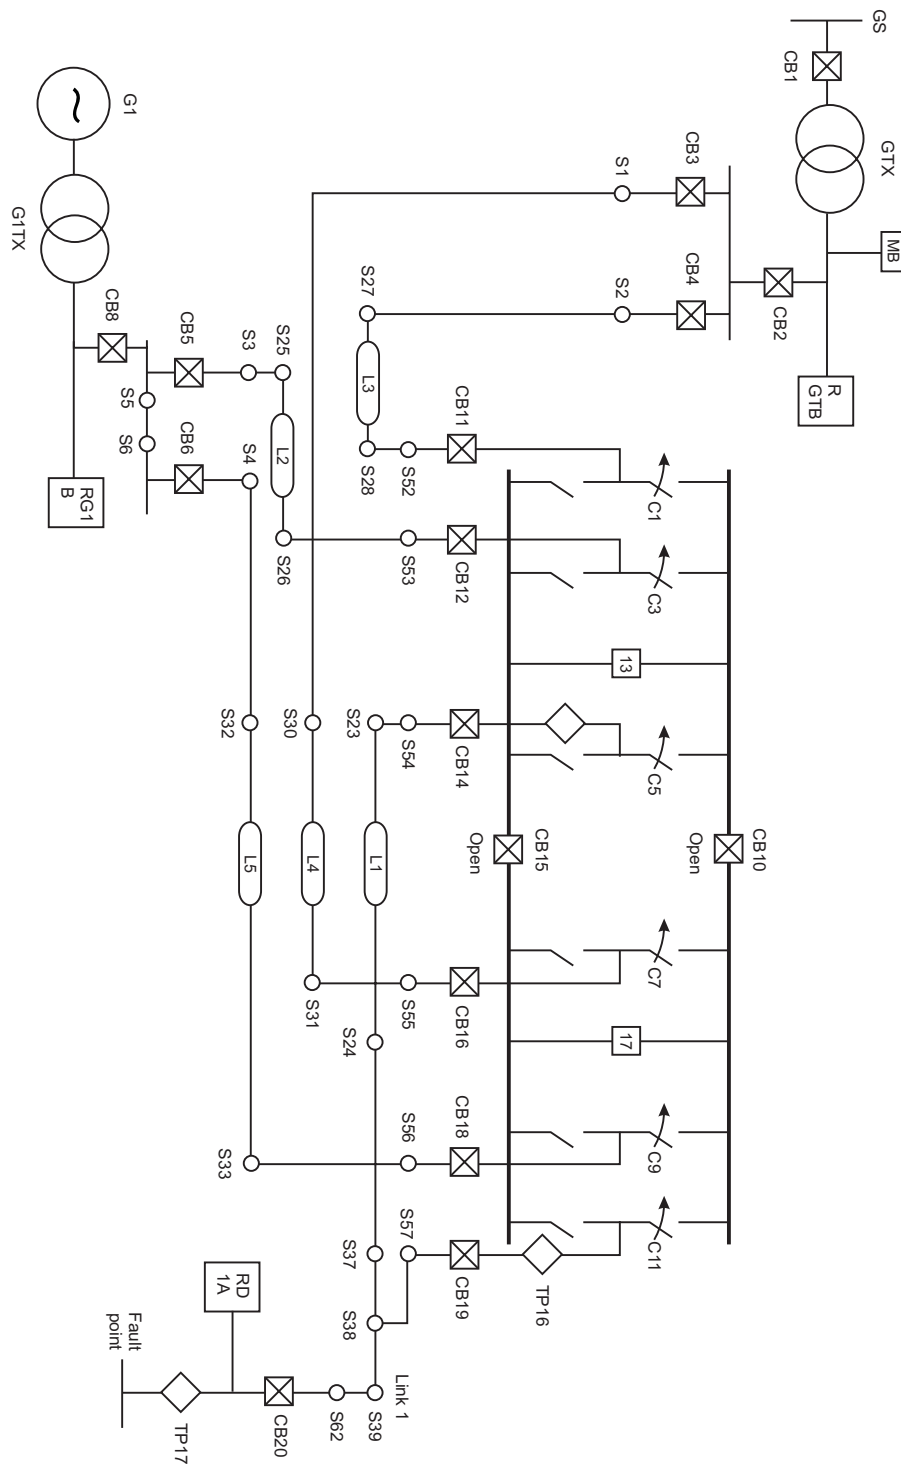 GS
CB1
GTX
MB
CB2
R
GTB
CB3
S1
CB4
S2
S27
L3
S28
S52
CB11
C1
G1
G1TX
CB8
CB5
S3
S25
S5
S6
CB6
S4
L2
RG1
B
S26
S53
CB12
C3
13
S32
S30
S23
S54
CB14
C5
L5
L4
L1
CB15
Open
CB10
Open
S31
S55
CB16
C7
S24
17
S33
S56
CB18
C9
S37
S57
CB19
TP16
C11
S38
RD
1A
Link 1
S39
S62
CB20
TP17
Fault
point